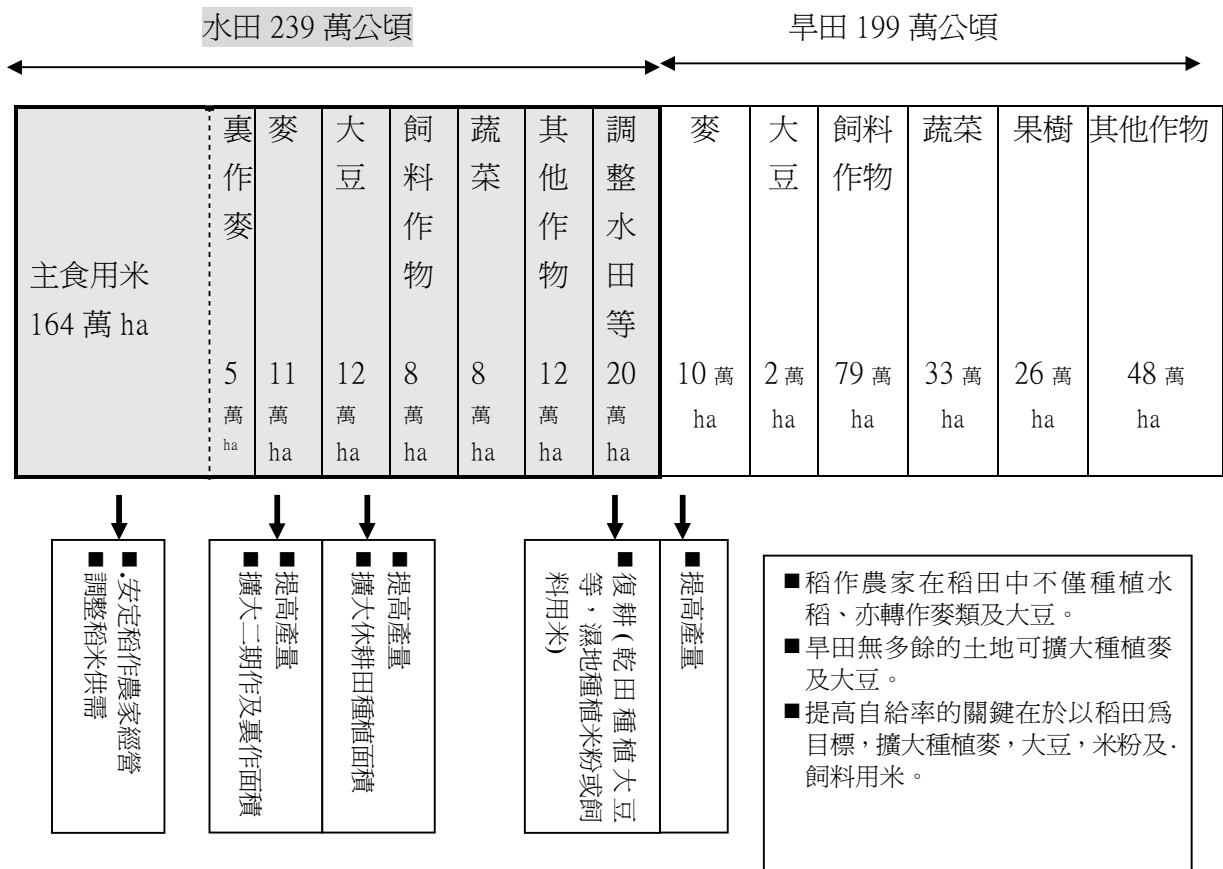 水田 239 萬公頃
旱田 199 萬公頃
主食用米
164 萬 ha
裏作麥
5
萬
ha
麥
11
萬
ha
大豆
12
萬
ha
飼料作物
8
萬
ha
蔬菜
8
萬
ha
其他作物
12
萬
ha
調整水田等
20
萬
ha
麥
10 萬
ha
大豆
2 萬
ha
飼料
作物
79 萬
ha
蔬菜
33 萬
ha
果樹
26 萬
ha
其他作物
48 萬
ha
■.安定稻作農家經營
■調整稻米供需
■提高產量
■擴大二期作及裏作面積
■提高產量
■擴大休耕田種植面積
■復耕(乾田種植大豆
等，濕地種植米粉或飼
料用米)
■提高產量
■稻作農家在稻田中不僅種植水
稻、亦轉作麥類及大豆。
■旱田無多餘的土地可擴大種植麥
及大豆。
■提高自給率的關鍵在於以稻田爲
目標，擴大種植麥，大豆，米粉及.
飼料用米。